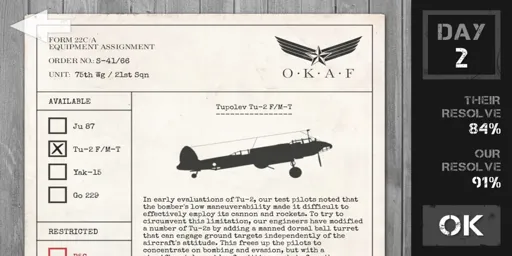 FORM 22C/A
EQUIPMENT ASSIGNMENT
ORDER NO: S-41/66
UNIT: 75th Wg / 21st Sqn
O·K·A·F
AVAILABLE
Ju 87
X Tu-2 F/M-T
Yak-15
Go 229
RESTRICTED
Tupolev Tu-2 F/M-T
In early evaluations of Tu-2, our test pilots noted that
the bomber's low maneuverability made it difficult to
effectively employ its cannon and rockets. To try to
circumvent this limitation, our engineers have modified
a number of Tu-2s by adding a manned dorsal ball turret
that can engage ground targets independently of the
aircraft's attitude. This frees up the pilots to
concentrate on bombing and evasion, but with a
DAY
2
THEIR
RESOLVE
84%
OUR
RESOLVE
91%
OK